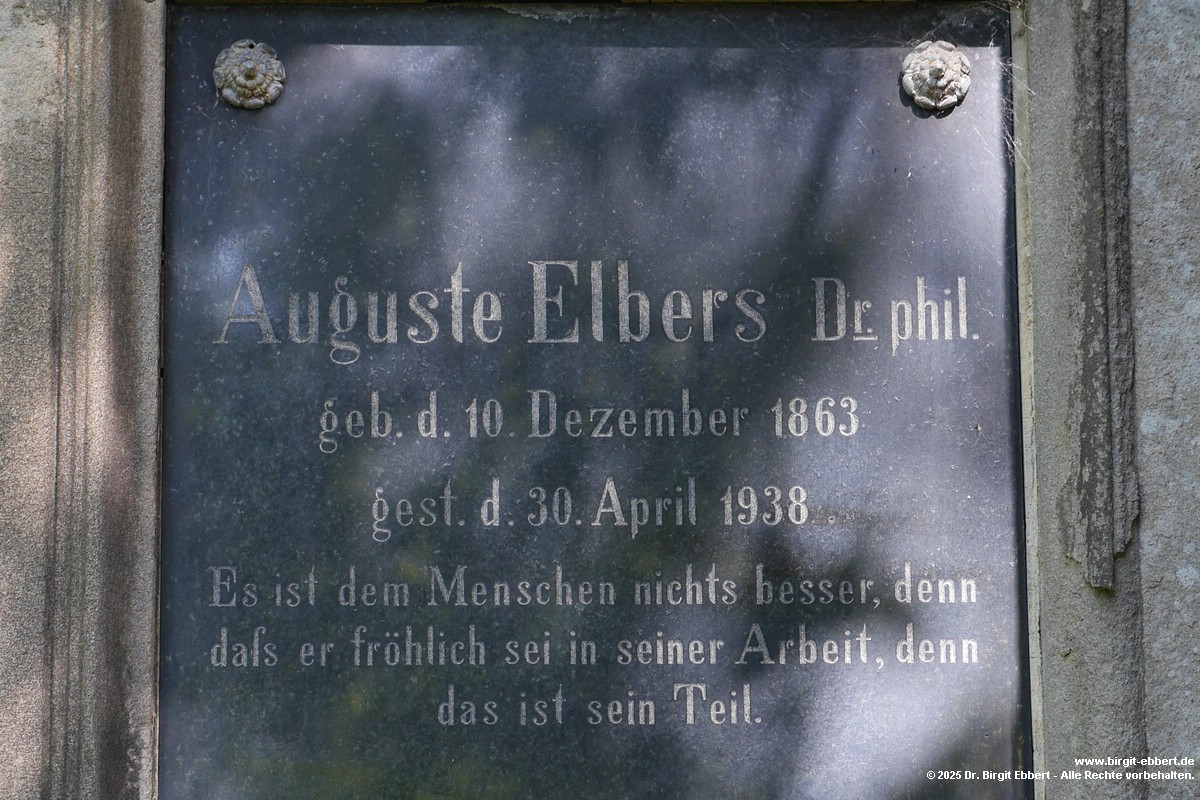 Auguste Elbers Dr. phil.
geb. d. 10. Dezember 1863
gest. d. 30. April 1938
Es ist dem Menschen nichts besser, denn
daſs er fröhlich sei in seiner Arbeit, denn
das ist sein Teil.
www.birgit-ebbert.de
©2025 Dr. Birgit Ebbert - Alle Rechte vorbehalten.